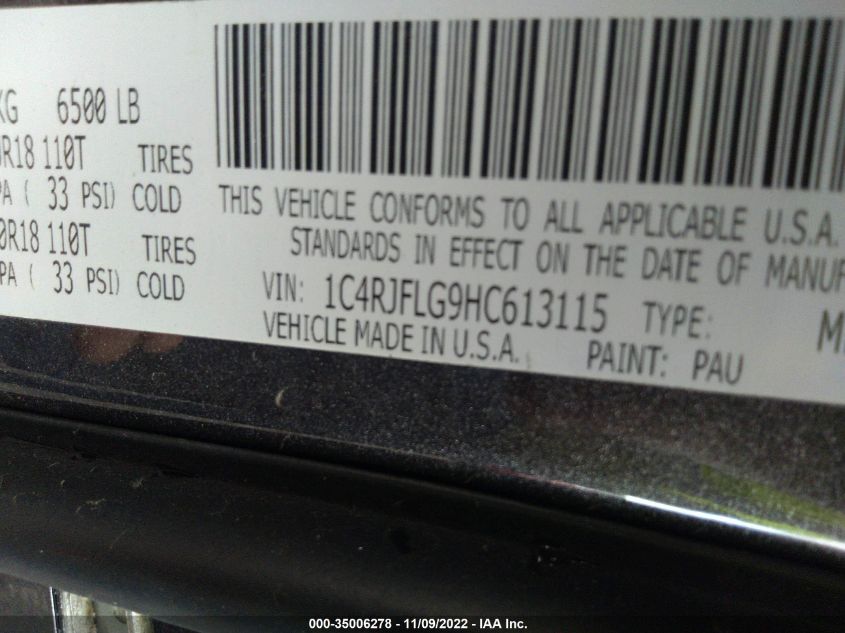 KG 6500 LB
R18 110T TIRES
PA ( 33 PSI) COLD
0R18 110T TIRES
PA ( 33 PSI) COLD
THIS VEHICLE CONFORMS TO ALL APPLICABLE U.S.A.
STANDARDS IN EFFECT ON THE DATE OF MANUF
VIN: 1C4RJFLG9HC613115 TYPE: M
VEHICLE MADE IN U.S.A. PAINT: PAU
000-35006278 - 11/09/2022 - IAA Inc.